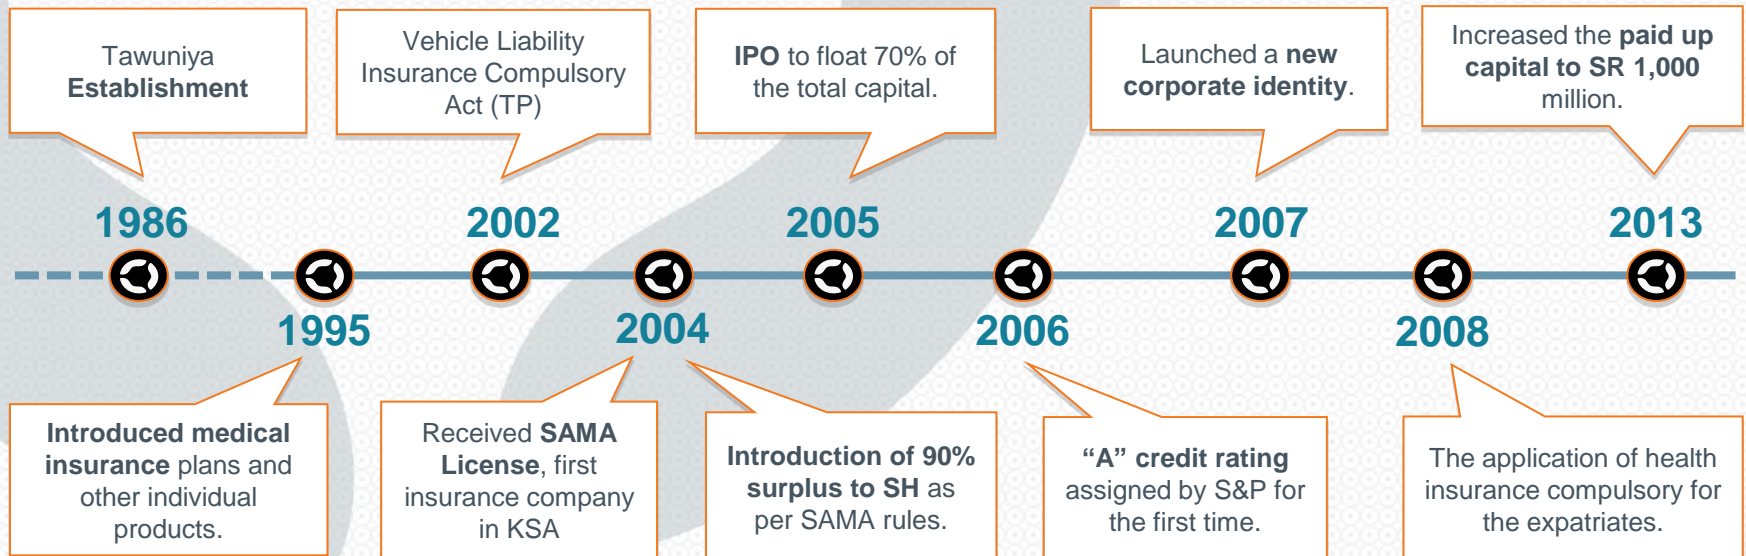 Tawuniya
Establishment
Vehicle Liability
Insurance Compulsory
Act (TP)
IPO to float 70% of
the total capital.
Launched a new
corporate identity.
Increased the paid up
capital to SR 1,000
million.
1986
2002
2005
2007
2013
1995
2004
2006
2008
Introduced medical
insurance plans and
other individual
products.
Received SAMA
License, first
insurance company
in KSA
Introduction of 90%
surplus to SH as
per SAMA rules.
“A” credit rating
assigned by S&P for
the first time.
The application of health
insurance compulsory for
the expatriates.